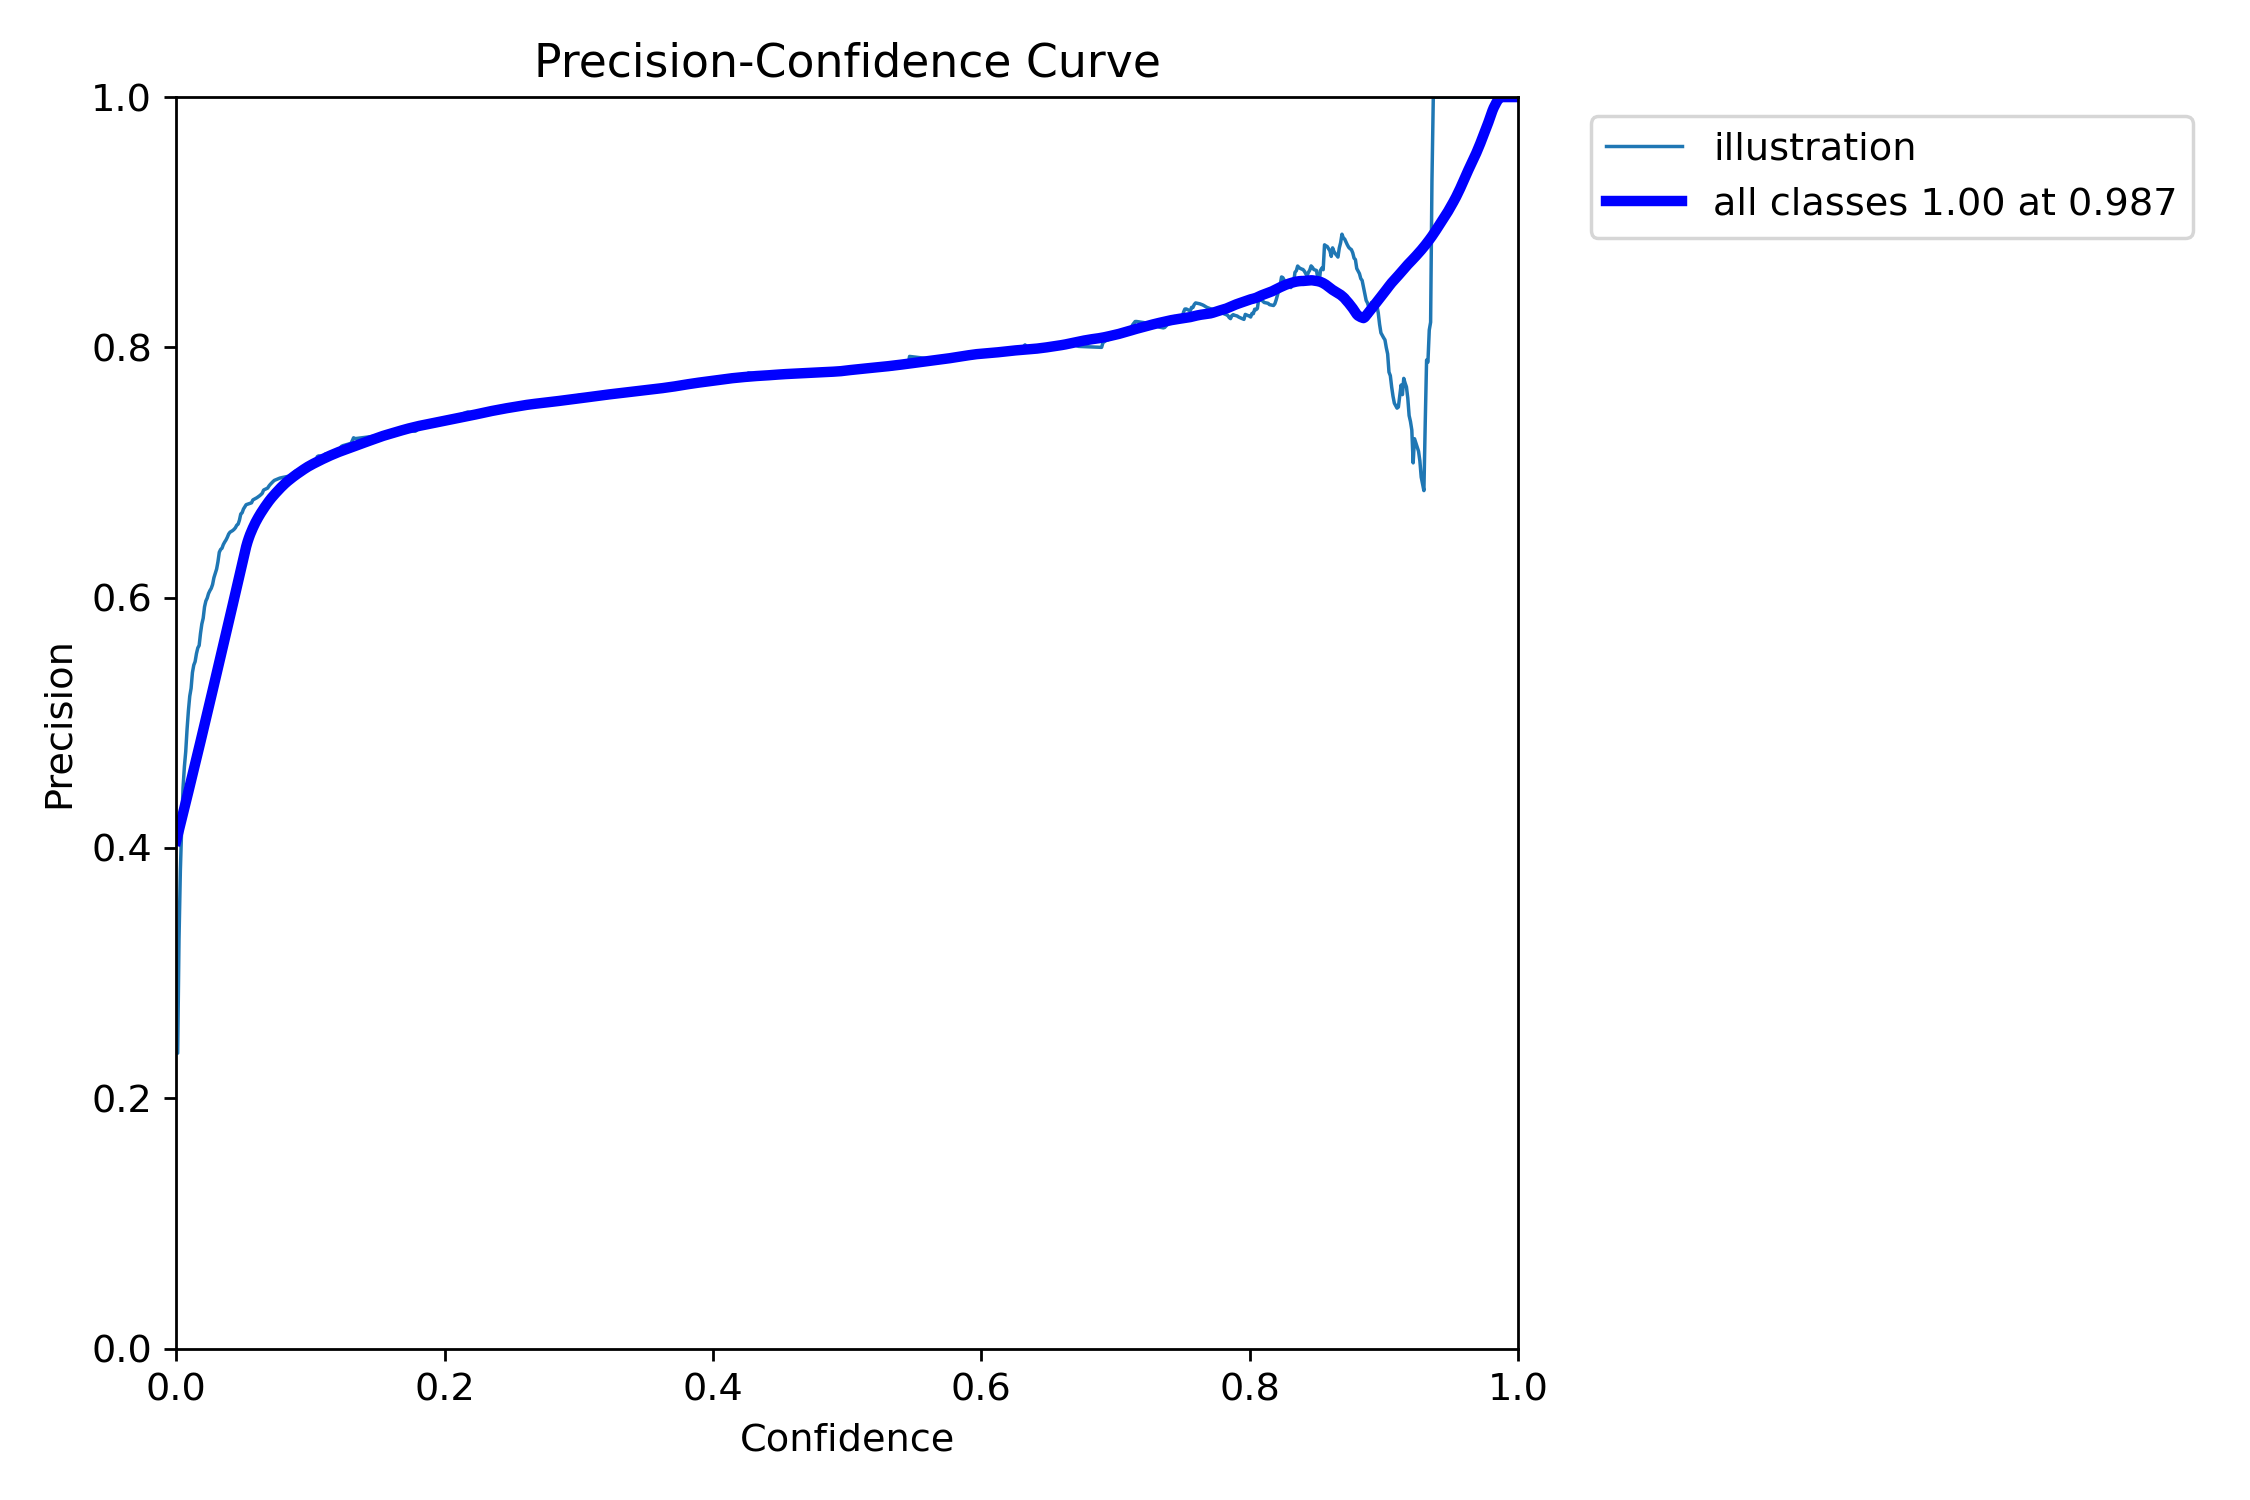 Precision-Confidence Curve
1.0
0.8
0.6
0.4
0.2
0.0
Precision
0.0 0.2 0.4 0.6 0.8 1.0
Confidence
illustration
all classes 1.00 at 0.987